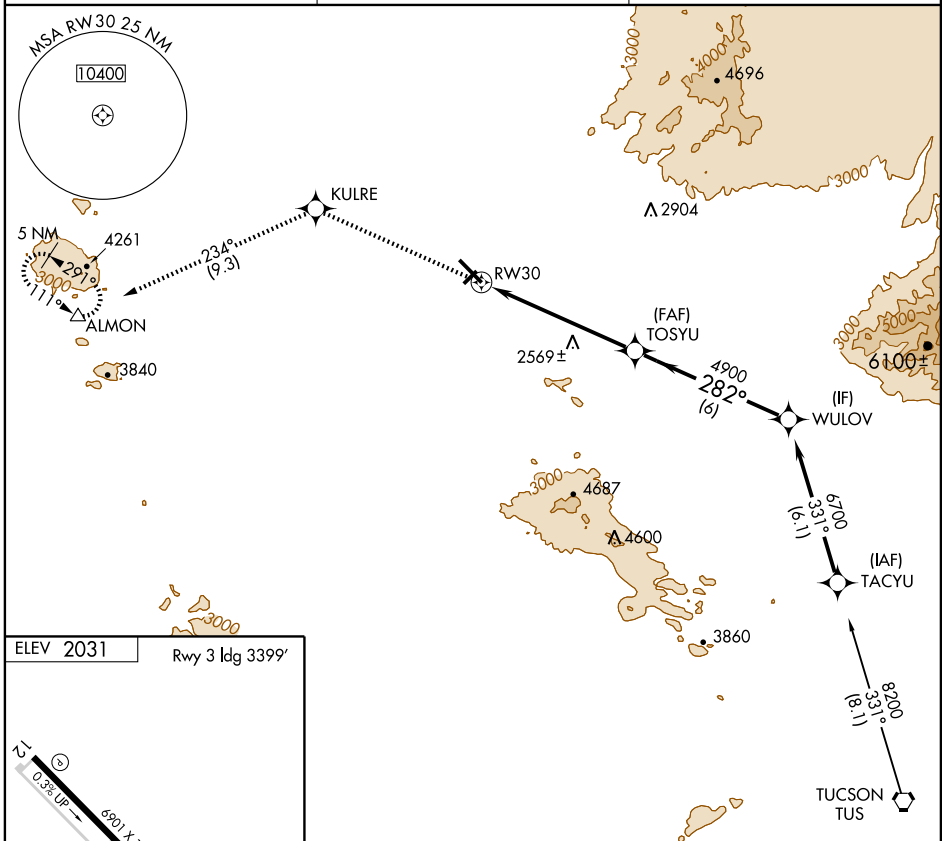 MSA RW30 25 NM
10400
3000
4000
4696
3000
2904
KULRE
5 NM
4261
234°
(9.3)
291°
3000
111°
ALMON
RW30
(FAF)
TOSYU
2569±
3840
4900
282°
(6)
3000
5000
6100±
(IF)
WULOV
3000
4687
4600
6700
331°
(6.1)
(IAF)
TACYU
3000
3860
8200
331°
(8.1)
TUCSON
TUS
ELEV 2031
Rwy 3 ldg 3399'
12
P
0.3% UP
6901 X